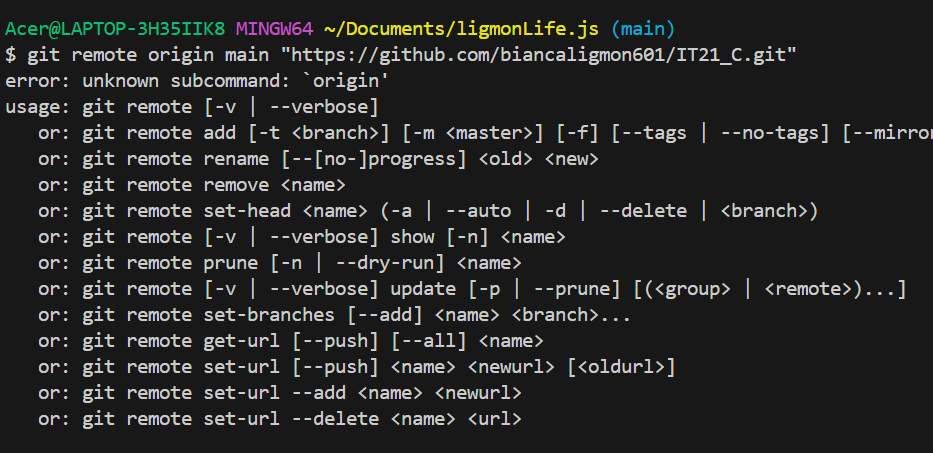 Acer@LAPTOP-3H35IIK8 MINGW64 ~/Documents/ligmonLife.js (main)
$ git remote origin main "https://github.com/biancaligmon601/IT21_C.git"
error: unknown subcommand: `origin'
usage: git remote [-v | --verbose]
   or: git remote add [-t <branch>] [-m <master>] [-f] [--tags | --no-tags] [--mirror
   or: git remote rename [--[no-]progress] <old> <new>
   or: git remote remove <name>
   or: git remote set-head <name> (-a | --auto | -d | --delete | <branch>)
   or: git remote [-v | --verbose] show [-n] <name>
   or: git remote prune [-n | --dry-run] <name>
   or: git remote [-v | --verbose] update [-p | --prune] [(<group> | <remote>)...]
   or: git remote set-branches [--add] <name> <branch>...
   or: git remote get-url [--push] [--all] <name>
   or: git remote set-url [--push] <name> <newurl> [<oldurl>]
   or: git remote set-url --add <name> <newurl>
   or: git remote set-url --delete <name> <url>